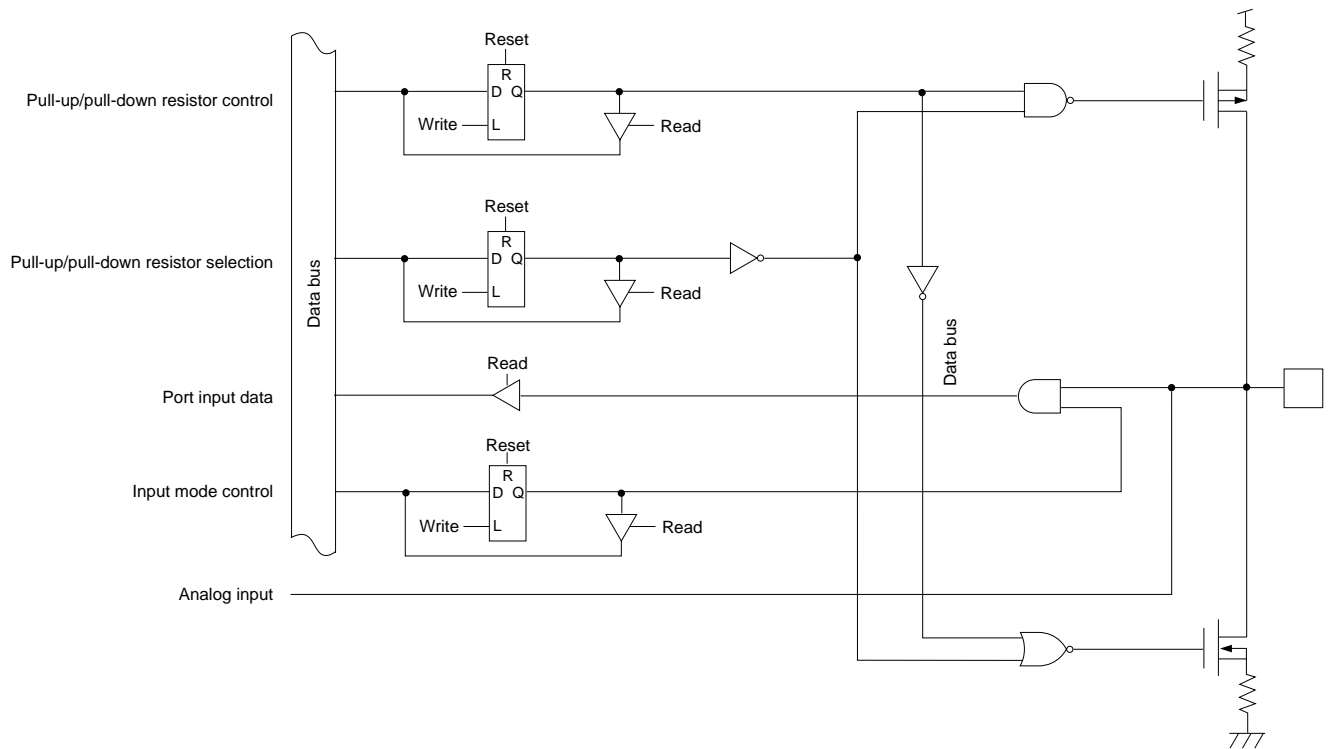 Reset
R
Pull-up/pull-down resistor control
D Q
Write
L
Read
Reset
R
Pull-up/pull-down resistor selection
D Q
Write
L
Read
Data bus
Data bus
Read
Port input data
Reset
R
Input mode control
D Q
Write
L
Read
Analog input